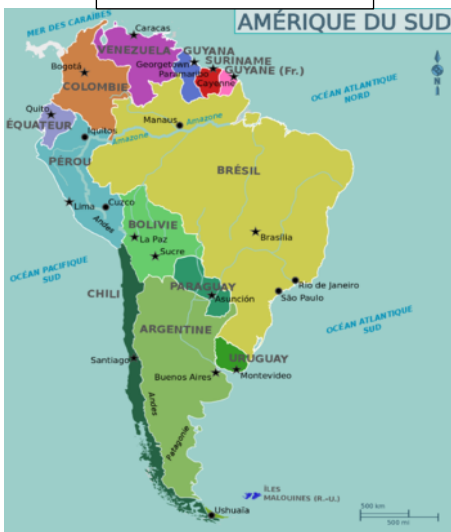 AMÉRIQUE DU SUD
MER DES CARAÏBES
Caracas
VENEZUELA
GUYANA
Georgetown
SURINAME
Paramaribo
GUYANE (Fr.)
Cayenne
Bogotá
COLOMBIE
OCÉAN ATLANTIQUE
NORD
N
Quito
ÉQUATEUR
Manaus
Amazone
Amazone
Iquitos
PÉROU
BRÉSIL
Lima
Cuzco
Andes
BOLIVIE
La Paz
Sucre
Brasília
OCÉAN PACIFIQUE
SUD
CHILI
PARAGUAY
Asunción
Rio de Janeiro
São Paulo
OCÉAN ATLANTIQUE
SUD
ARGENTINE
Santiago
URUGUAY
Buenos Aires
Montevideo
Andes
Patagonie
ÎLES
MALOUINES (R.-U.)
Ushuaïa
500 km
500 mi